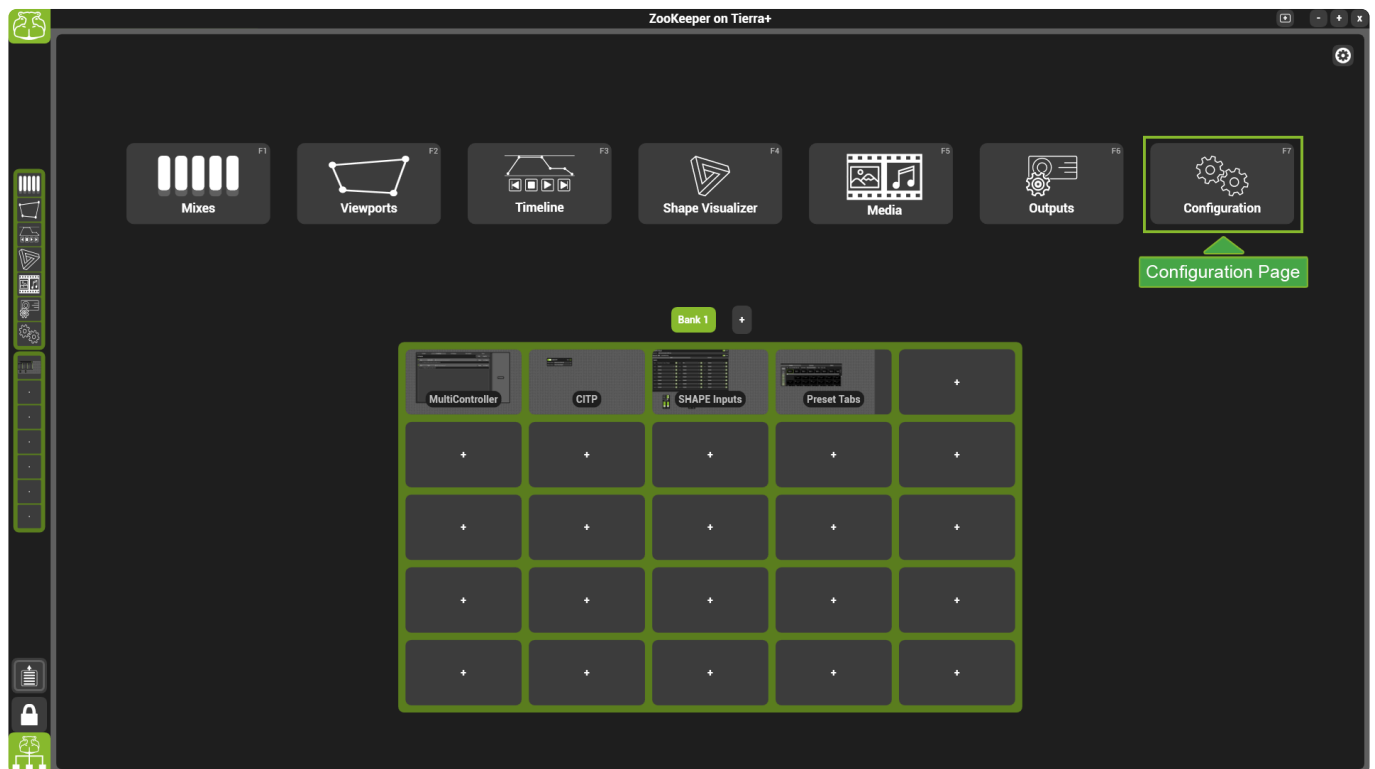 ZooKeeper on Tierra+
- + x
F1
Mixes
F2
Viewports
F3
Timeline
F4
Shape Visualizer
F5
Media
F6
Outputs
F7
Configuration
Configuration Page
Bank 1
+
MultiController
CITP
SHAPE Inputs
Preset Tabs
+
+ + + + +
+ + + + +
+ + + + +
+ + + + +